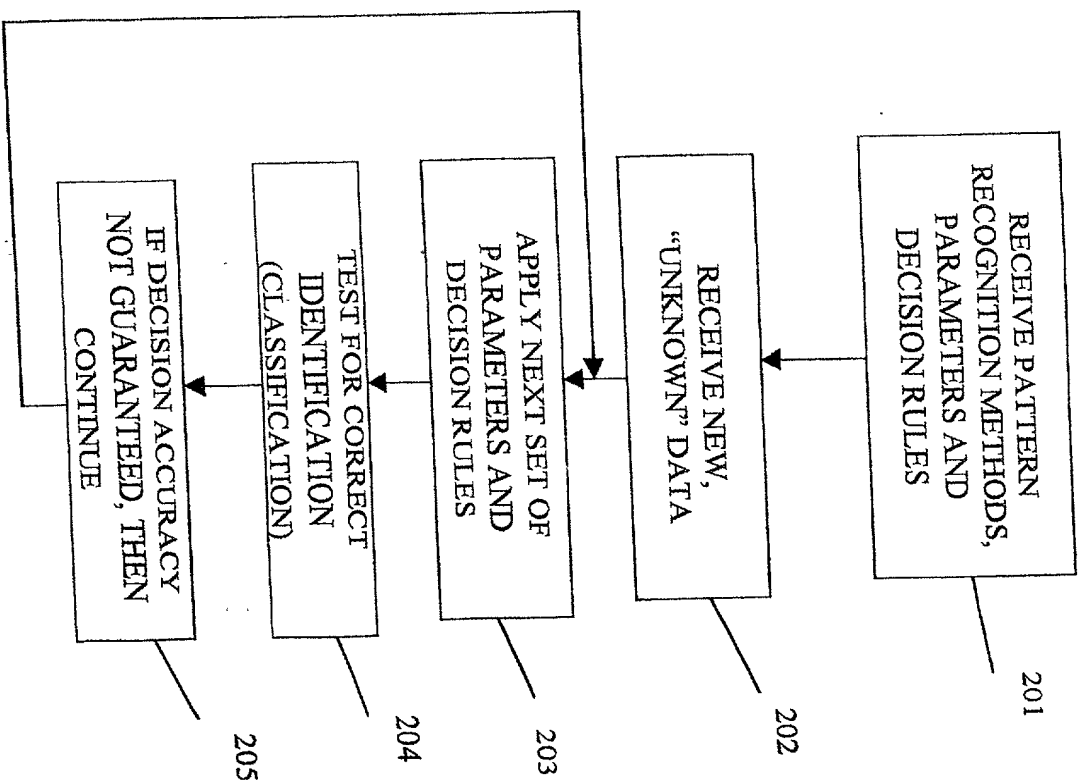 RECEIVE PATTERN
RECOGNITION METHODS,
PARAMETERS AND
DECISION RULES
201
RECEIVE NEW,
“UNKNOWN” DATA
202
APPLY NEXT SET OF
PARAMETERS AND
DECISION RULES
203
TEST FOR CORRECT
IDENTIFICATION
(CLASSIFICATION)
204
IF DECISION ACCURACY
NOT GUARANTEED, THEN
CONTINUE
205